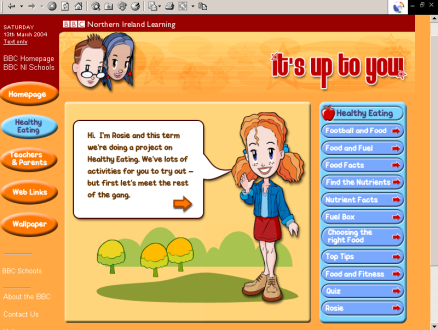 SATURDAY
13th March 2004
Text only
BBC Northern Ireland Learning
BBC Homepage
BBC NI Schools
it's up to you!
Homepage
Healthy
Eating
Teachers
& Parents
Web Links
Wallpaper
BBC Schools
About the BBC
Contact Us
Hi. I'm Rosie and this term
we're doing a project on
Healthy Eating. We've lots of
activities for you to try out –
but first let's meet the rest
of the gang.
Healthy Eating
Football and Food
Food and Fuel
Food Facts
Find the Nutrients
Nutrient Facts
Fuel Box
Choosing the
right Food
Top Tips
Food and Fitness
Quiz
Rosie